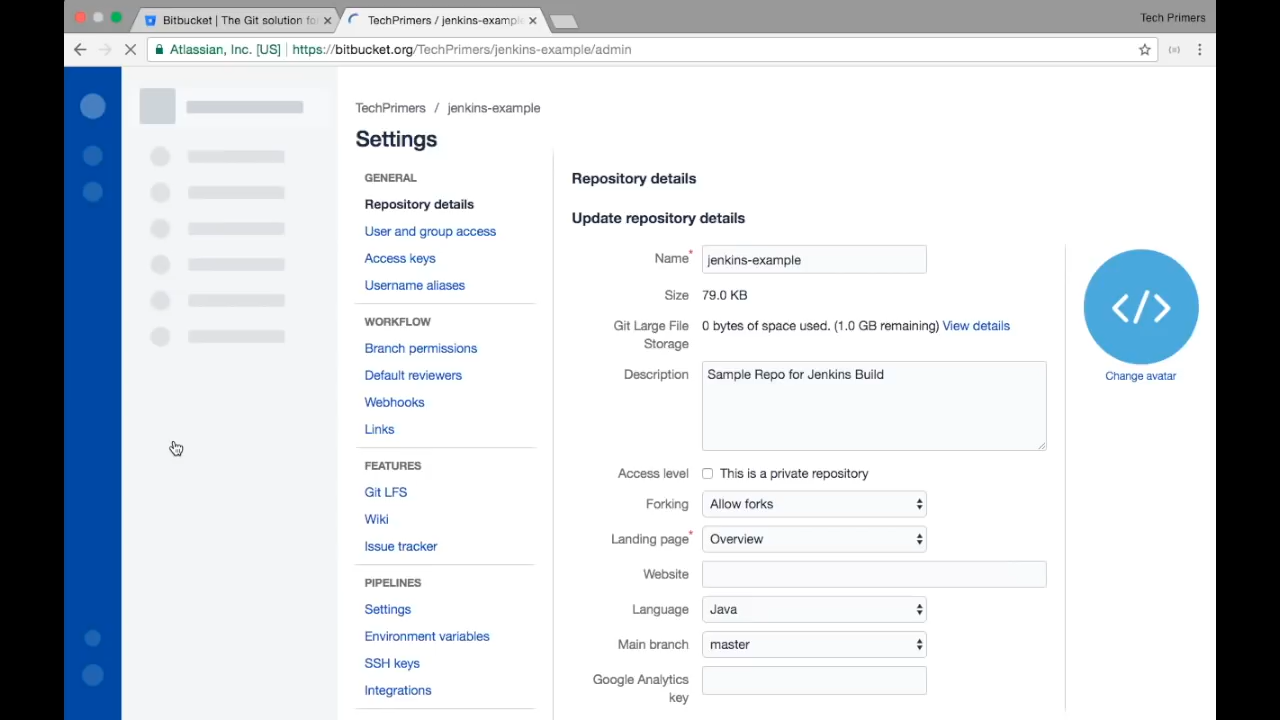 Bitbucket | The Git solution for
TechPrimers / jenkins-example
Tech Primers
Atlassian, Inc. [US] | https://bitbucket.org/TechPrimers/jenkins-example/admin
TechPrimers / jenkins-example
Settings
GENERAL
Repository details
User and group access
Access keys
Username aliases
WORKFLOW
Branch permissions
Default reviewers
Webhooks
Links
FEATURES
Git LFS
Wiki
Issue tracker
PIPELINES
Settings
Environment variables
SSH keys
Integrations
Repository details
Update repository details
Name* jenkins-example
Size 79.0 KB
Git Large File Storage 0 bytes of space used. (1.0 GB remaining) View details
Description Sample Repo for Jenkins Build
Access level This is a private repository
Forking Allow forks
Landing page* Overview
Website
Language Java
Main branch master
Google Analytics
key
</> 
Change avatar